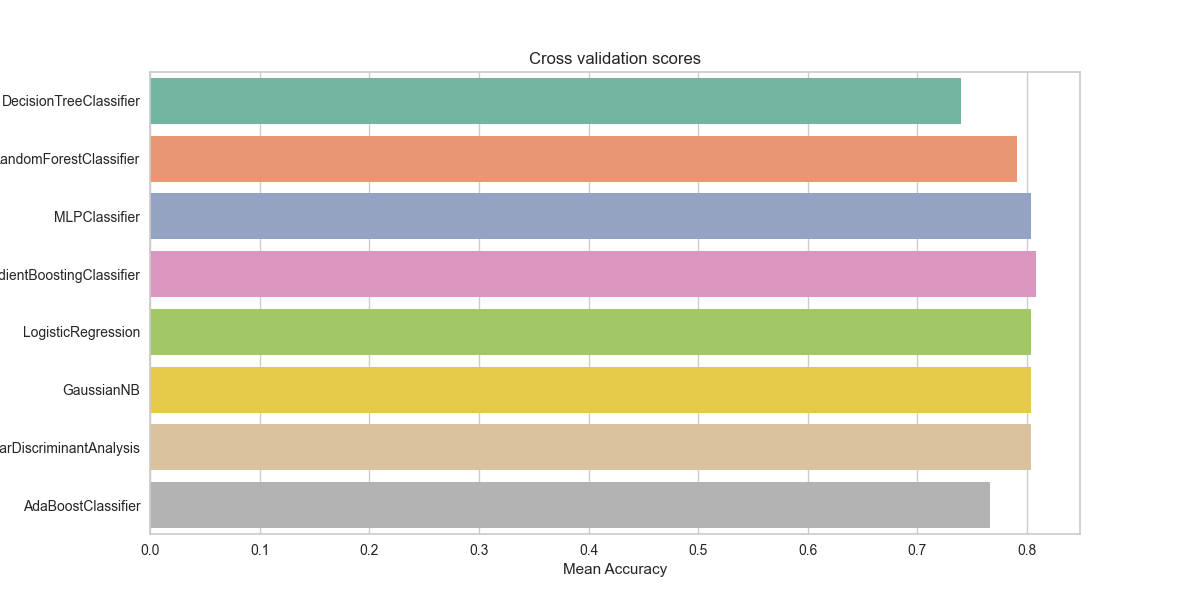 Cross validation scores
DecisionTreeClassifier
andomForestClassifier
MLPClassifier
dientBoostingClassifier
LogisticRegression
GaussianNB
arDiscriminantAnalysis
AdaBoostClassifier
0.0 0.1 0.2 0.3 0.4 0.5 0.6 0.7 0.8
Mean Accuracy